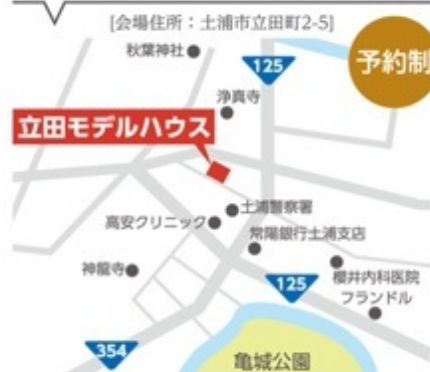 [会場住所：土浦市立田町2-5]
秋葉神社
125
予約制
浄真寺
立田モデルハウス
土浦警察署
高安クリニック
常陽銀行土浦支店
神龍寺
125
櫻井内科医院
フランドル
354
亀城公園